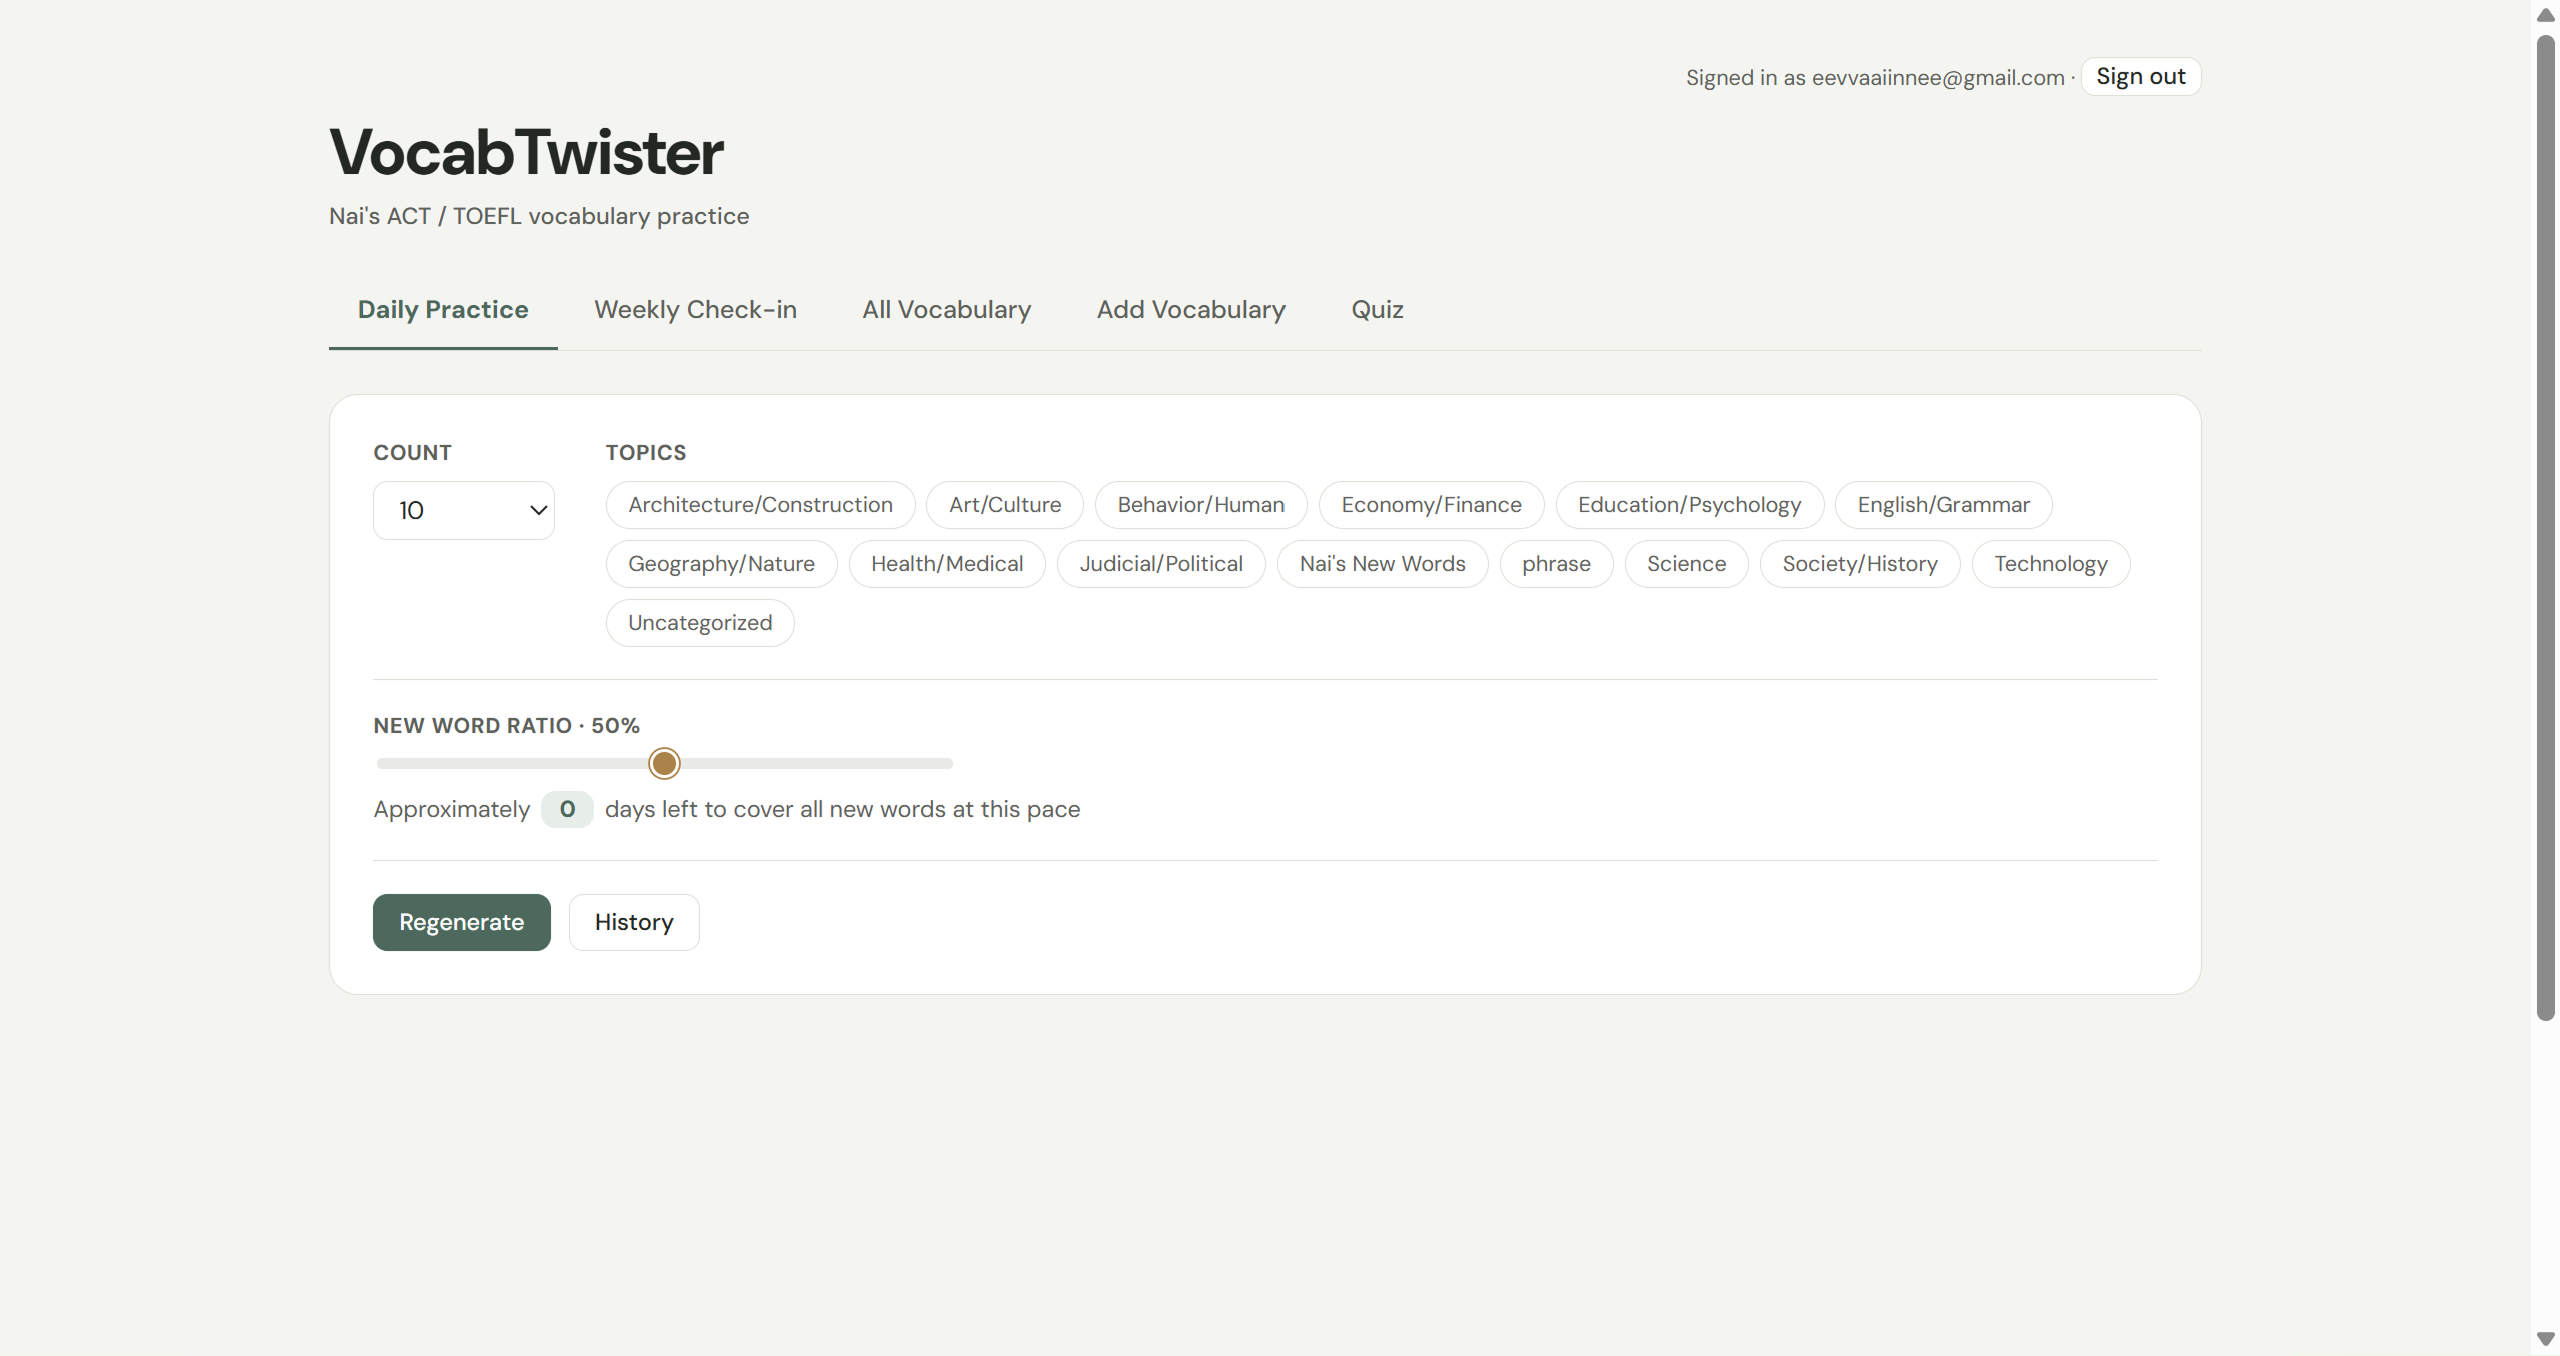 Signed in as eevvaaiinnee@gmail.com · Sign out
VocabTwister
Nai's ACT / TOEFL vocabulary practice
Daily Practice Weekly Check-in All Vocabulary Add Vocabulary Quiz
COUNT TOPICS
10 Architecture/Construction Art/Culture Behavior/Human Economy/Finance Education/Psychology English/Grammar
Geography/Nature Health/Medical Judicial/Political Nai's New Words phrase Science Society/History Technology
Uncategorized
NEW WORD RATIO · 50%
Approximately 0 days left to cover all new words at this pace
Regenerate History